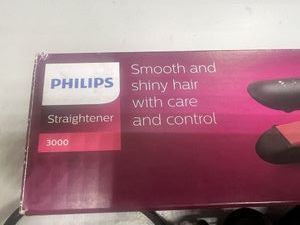 PHILIPS
Straightener
3000
Smooth and
shiny hair
with care
and control